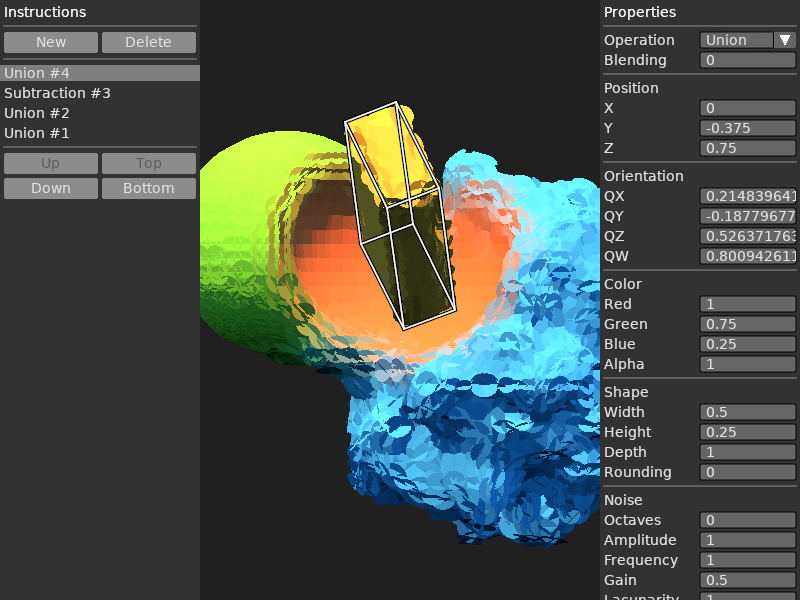 Instructions
New Delete
Union #4
Subtraction #3
Union #2
Union #1
Up Top
Down Bottom
Properties
Operation Union
Blending 0
Position
X 0
Y -0.375
Z 0.75
Orientation
QX 0.214839641
QY -0.18779677
QZ 0.526371763
QW 0.800942611
Color
Red 1
Green 0.75
Blue 0.25
Alpha 1
Shape
Width 0.5
Height 0.25
Depth 1
Rounding 0
Noise
Octaves 0
Amplitude 1
Frequency 1
Gain 0.5
Lacunarity 1